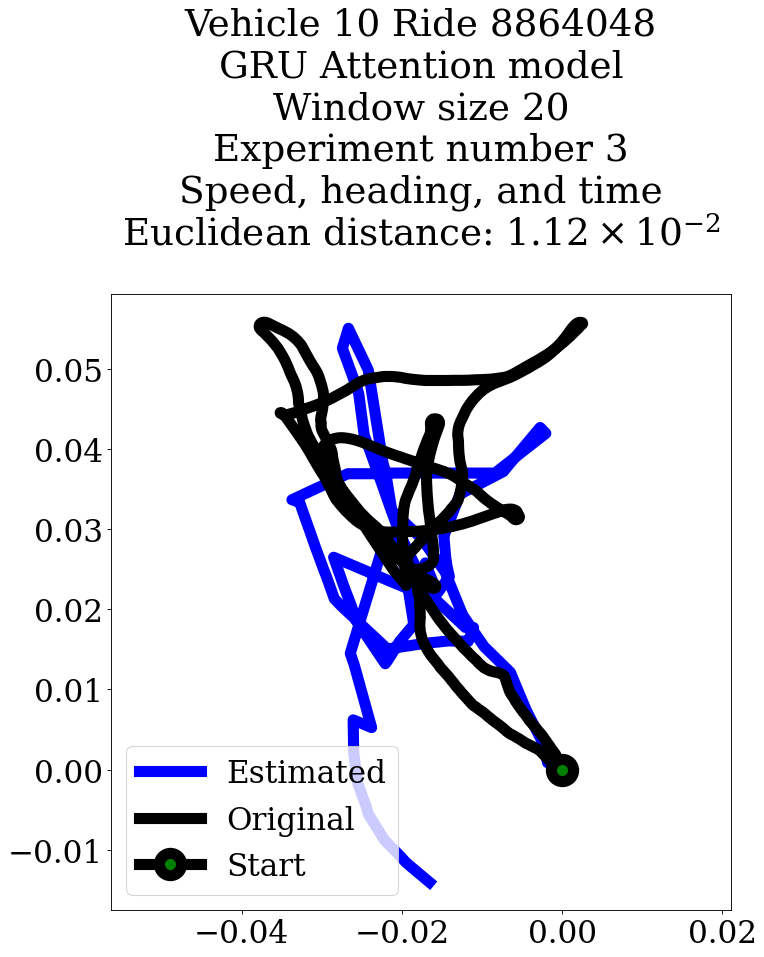 Vehicle 10 Ride 8864048
GRU Attention model
Window size 20
Experiment number 3
Speed, heading, and time
Euclidean distance: 1.12 × 10⁻²
0.05
0.04
0.03
0.02
0.01
0.00
−0.01
Estimated
Original
Start
−0.04 −0.02 0.00 0.02